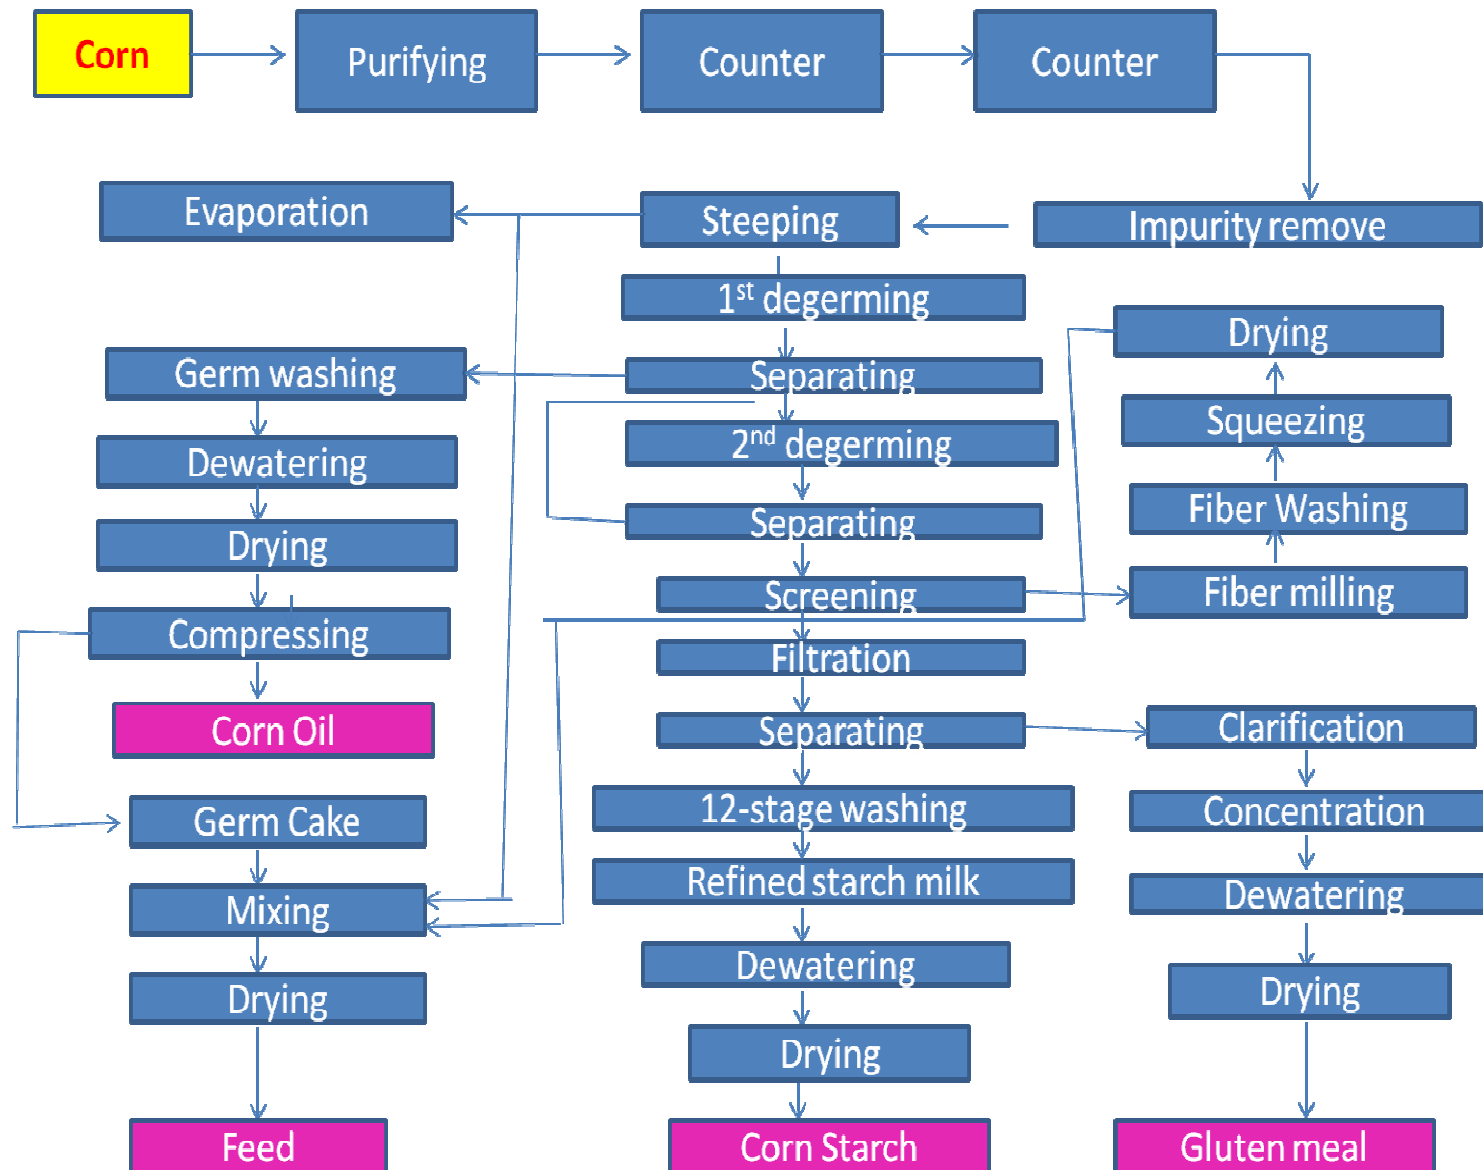 Corn
Purifying
Counter
Counter
Evaporation
Steeping
Impurity remove
1st degerming
Drying
Germ washing
Separating
Squeezing
Dewatering
2nd degerming
Fiber Washing
Drying
Separating
Fiber milling
Compressing
Screening
Filtration
Corn Oil
Separating
Clarification
Germ Cake
12-stage washing
Concentration
Mixing
Refined starch milk
Dewatering
Drying
Dewatering
Drying
Drying
Feed
Corn Starch
Gluten meal